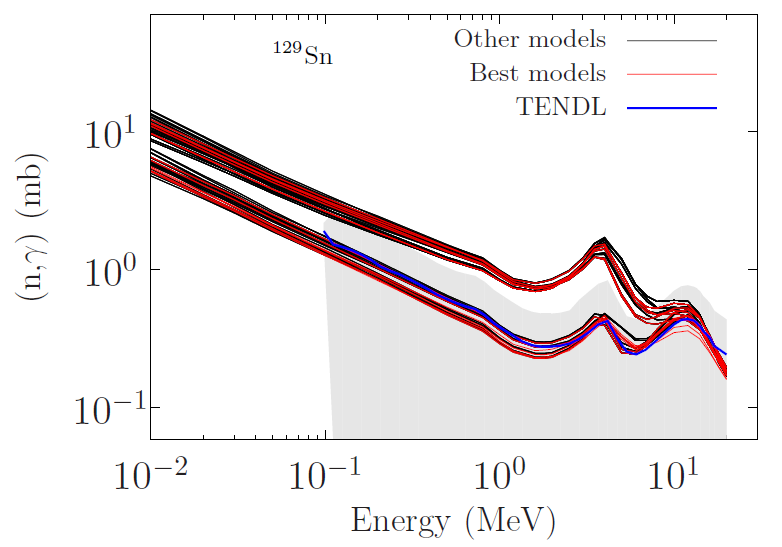 ¹²⁹Sn
Other models
Best models
TENDL
(n,γ) (mb)
10¹
10⁰
10⁻¹
10⁻² 10⁻¹ 10⁰ 10¹
Energy (MeV)